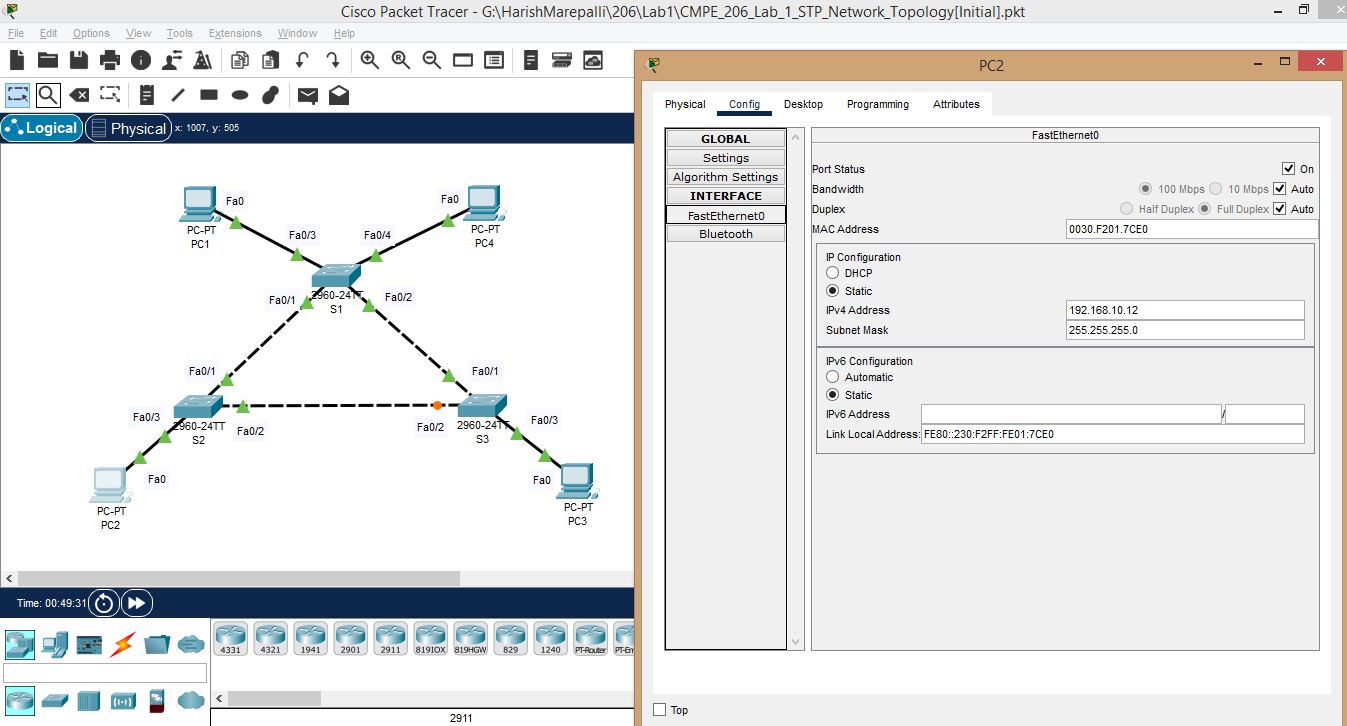 Cisco Packet Tracer - G:\HarishMarepalli\206\Lab1\CMPE_206_Lab_1_STP_Network_Topology[Initial].pkt
File Edit Options View Tools Extensions Window Help
Logical Physical x: 1007, y: 505
Fa0
PC-PT
PC1
Fa0
PC-PT
PC4
Fa0/3
Fa0/4
2960-24TT
S1
Fa0/1
Fa0/2
Fa0/1
Fa0/1
2960-24TT
S2
Fa0/3
Fa0/2
Fa0/2
2960-24TT
S3
Fa0/3
Fa0
PC-PT
PC2
Fa0
PC-PT
PC3
Time: 00:49:31
4331 4321 1941 2901 2911 819IOX 819HGW 829 1240 PT-Router PT-Em
2911
PC2
Physical Config Desktop Programming Attributes
GLOBAL
Settings
Algorithm Settings
INTERFACE
FastEthernet0
Bluetooth
FastEthernet0
Port Status On
Bandwidth 100 Mbps 10 Mbps Auto
Duplex Half Duplex Full Duplex Auto
MAC Address 0030.F201.7CE0
IP Configuration
DHCP
Static
IPv4 Address 192.168.10.12
Subnet Mask 255.255.255.0
IPv6 Configuration
Automatic
Static
IPv6 Address /
Link Local Address: FE80::230:F2FF:FE01:7CE0
Top